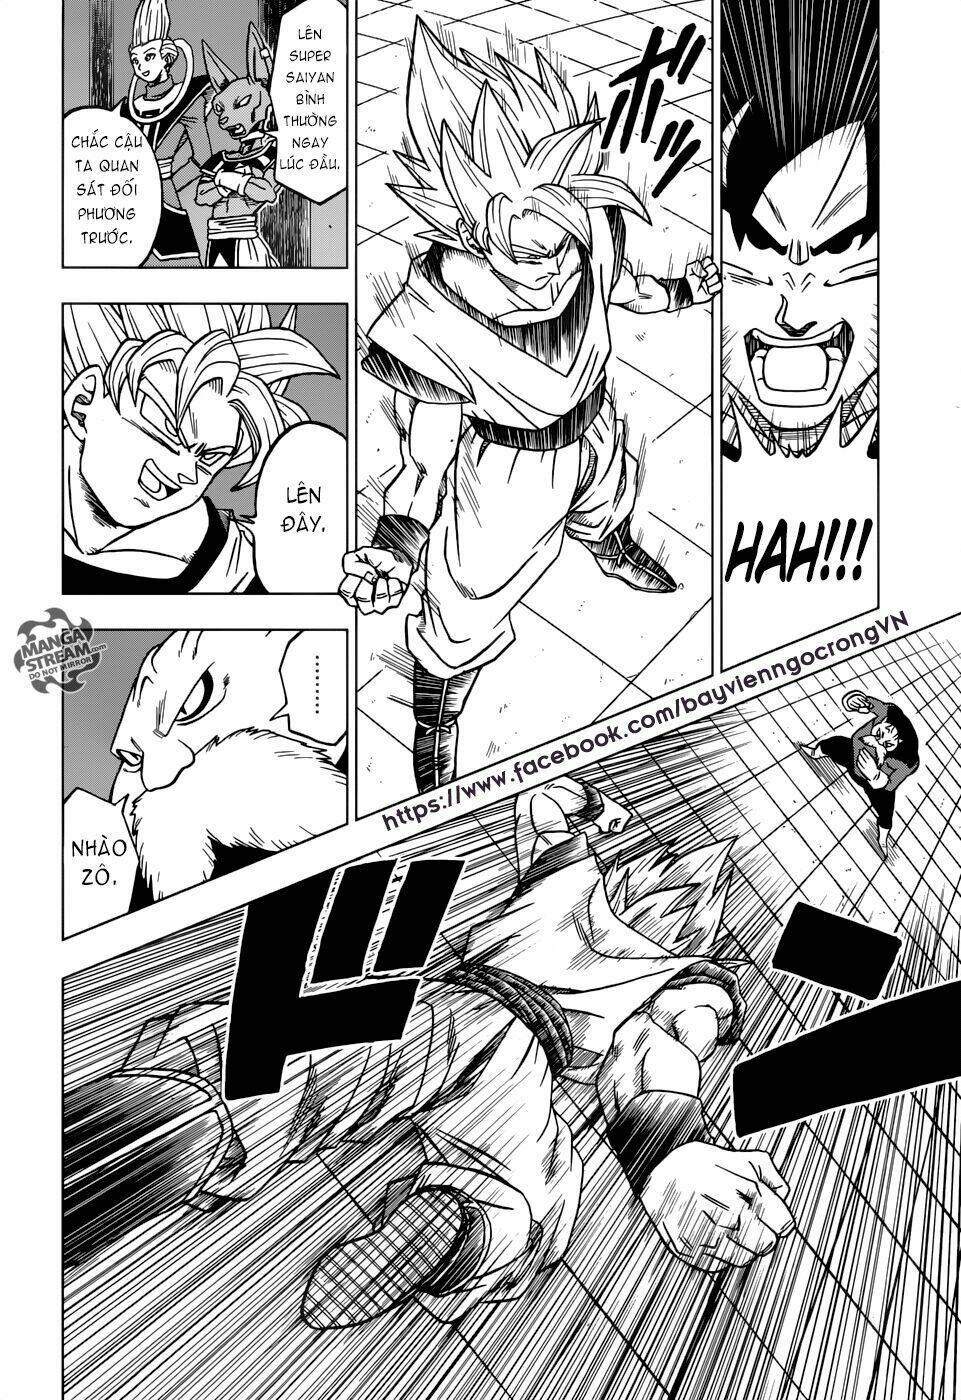 HAH!!!
ゴッ
LÊN
SUPER
SAIYAN
BÌNH
THƯỜNG
NGAY
LÚC ĐẦU.
CHẮC CẬU
TA QUAN
SÁT ĐỐI
PHƯƠNG
TRƯỚC.
LÊN
ĐÂY.
.........
NHÀO
ZÔ.
MANGA
STREAM.com
DO NOT MIRROR
https://www.facebook.com/bayvienngocrongVN
ドン